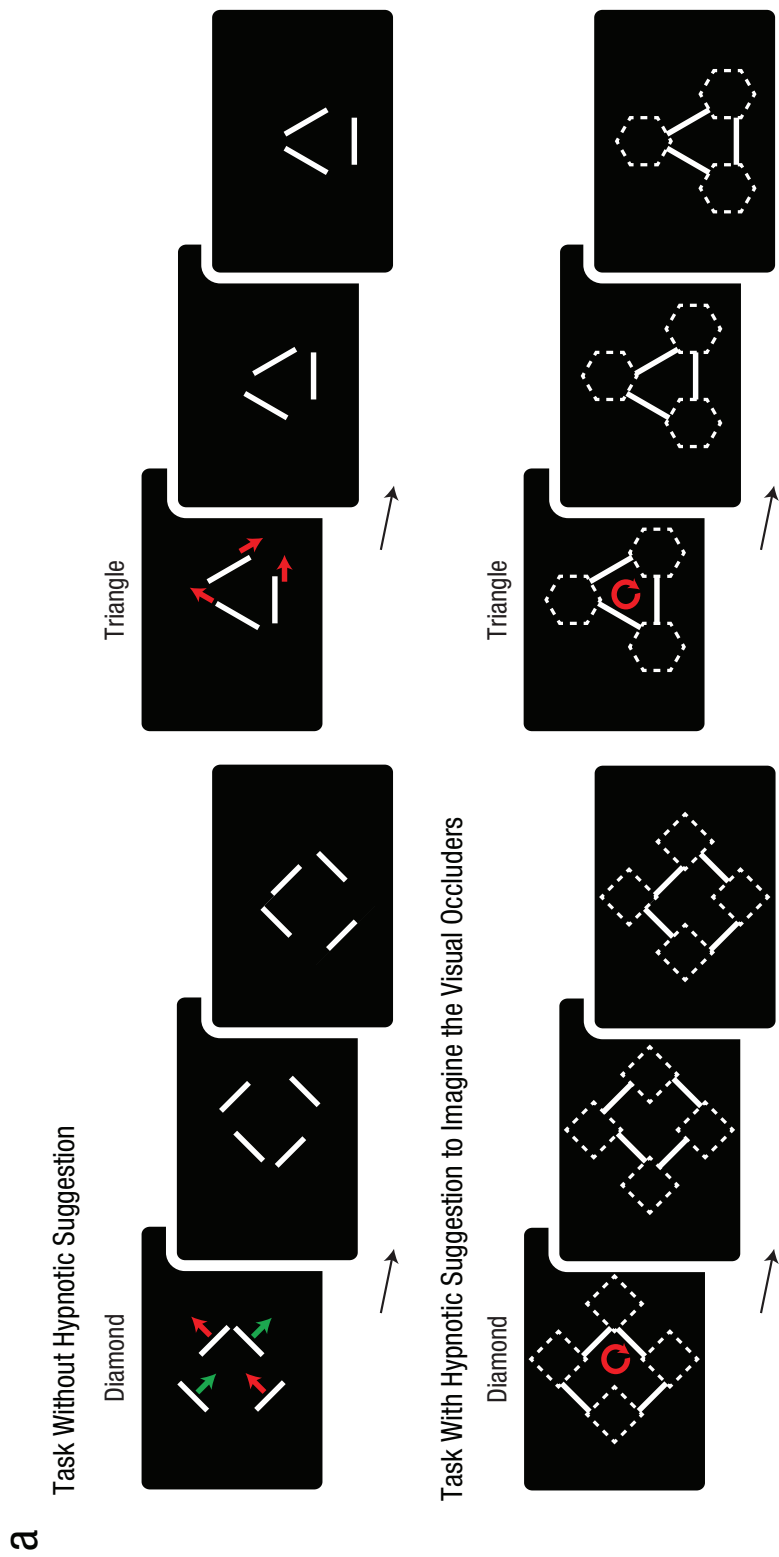 a
Task Without Hypnotic Suggestion
Diamond
Triangle
Task With Hypnotic Suggestion to Imagine the Visual Occluders
Diamond
Triangle